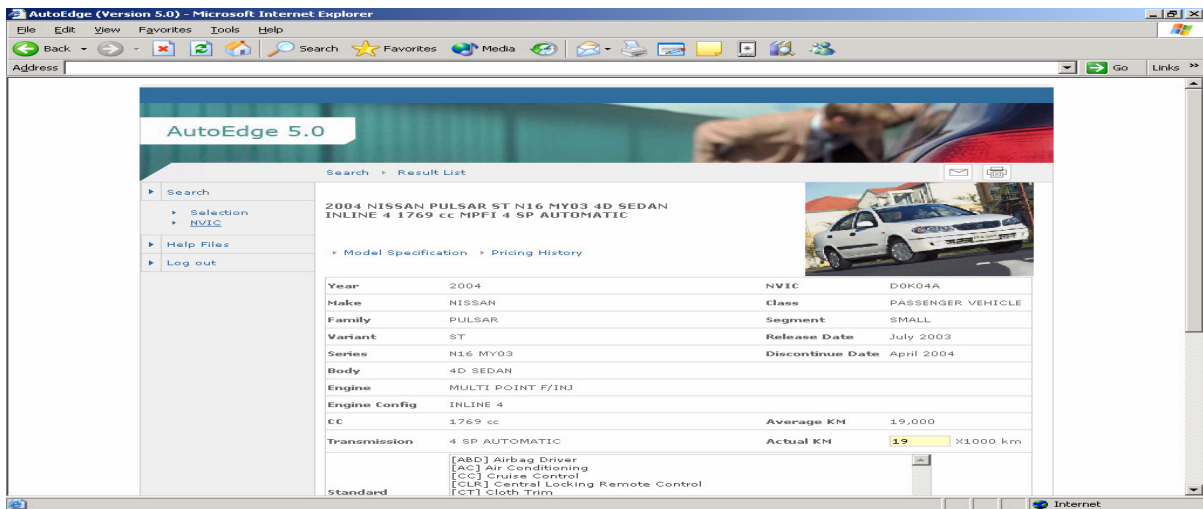 AutoEdge (Version 5.0) - Microsoft Internet Explorer
File Edit View Favorites Tools Help
Back Search Favorites Media
Address Go Links »
AutoEdge 5.0
Search Result List
Search
Selection
NVIC
Help Files
Log out
2004 NISSAN PULSAR ST N16 MY03 4D SEDAN
INLINE 4 1769 cc MPFI 4 SP AUTOMATIC
Model Specification Pricing History
Year 2004 NVIC D0K04A
Make NISSAN Class PASSENGER VEHICLE
Family PULSAR Segment SMALL
Variant ST Release Date July 2003
Series N16 MY03 Discontinue Date April 2004
Body 4D SEDAN
Engine MULTI POINT F/INJ
Engine Config INLINE 4
CC 1769 cc Average KM 19,000
Transmission 4 SP AUTOMATIC Actual KM 19 X1000 km
[ABD] Airbag Driver
[AC] Air Conditioning
[CC] Cruise Control
[CLR] Central Locking Remote Control
Standard [CT] Cloth Trim
Internet